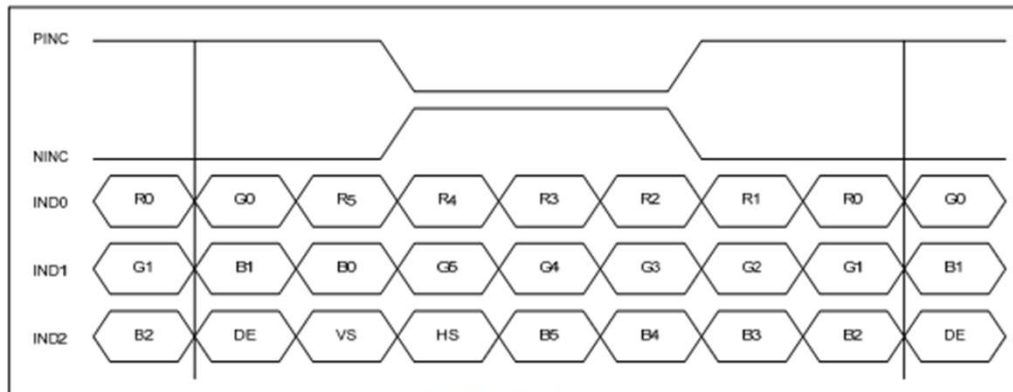 PINC
NINC
IND0 R0 G0 R5 R4 R3 R2 R1 R0 G0
IND1 G1 B1 B0 G5 G4 G3 G2 G1 B1
IND2 B2 DE VS HS B5 B4 B3 B2 DE